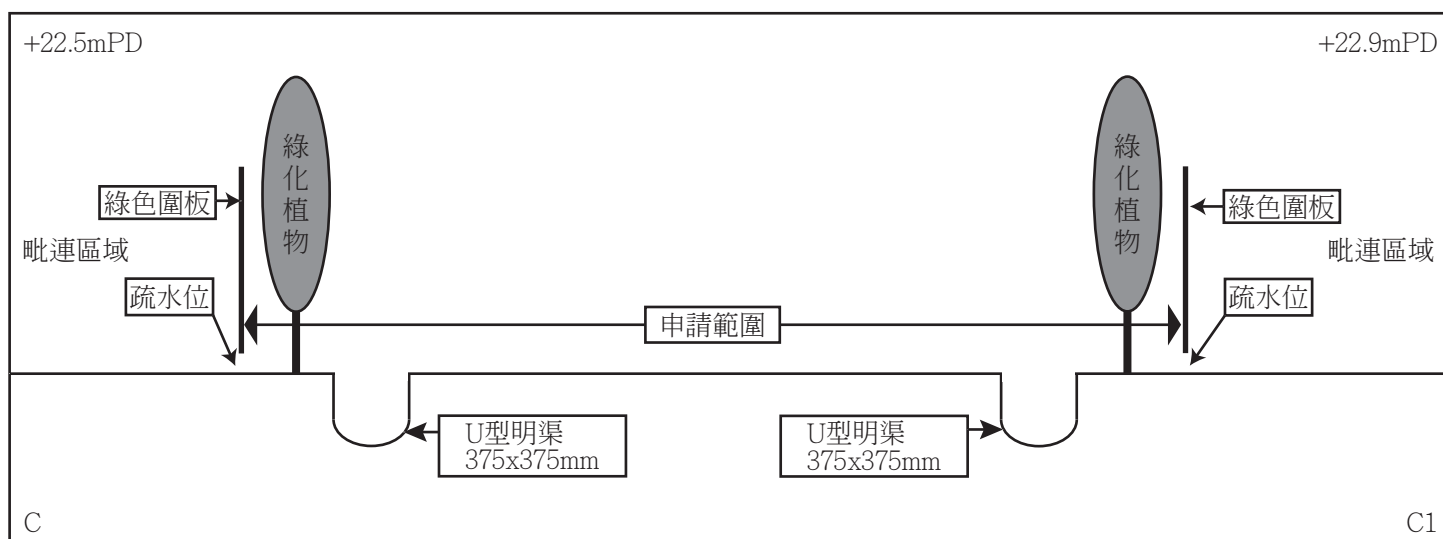 +22.5mPD
+22.9mPD
綠化植物
綠化植物
綠色圍板
綠色圍板
毗連區域
毗連區域
疏水位
疏水位
申請範圍
U型明渠
375x375mm
U型明渠
375x375mm
C
C1